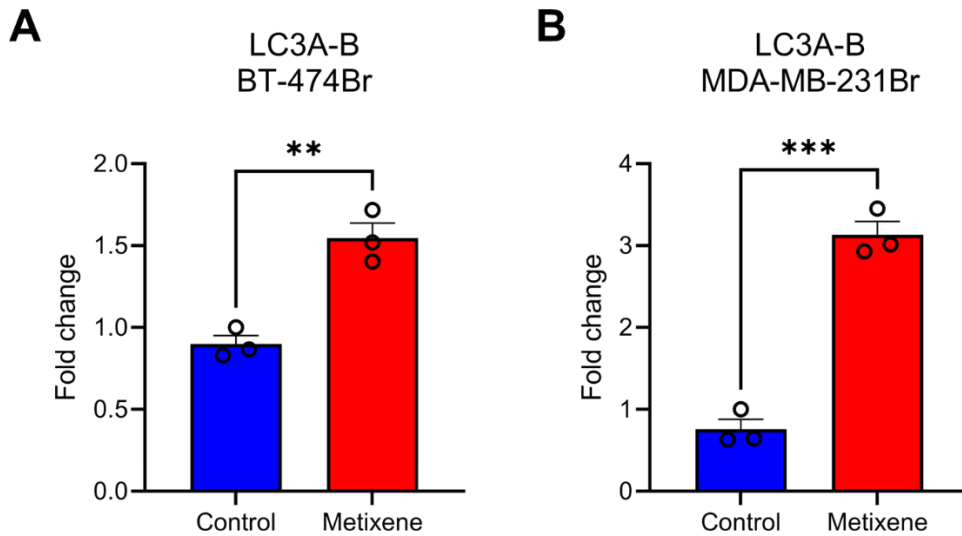 A
LC3A-B
BT-474Br
Fold change
2.0
1.5
1.0
0.5
0.0
**
Control
Metixene
B
LC3A-B
MDA-MB-231Br
Fold change
4
3
2
1
0
***
Control
Metixene